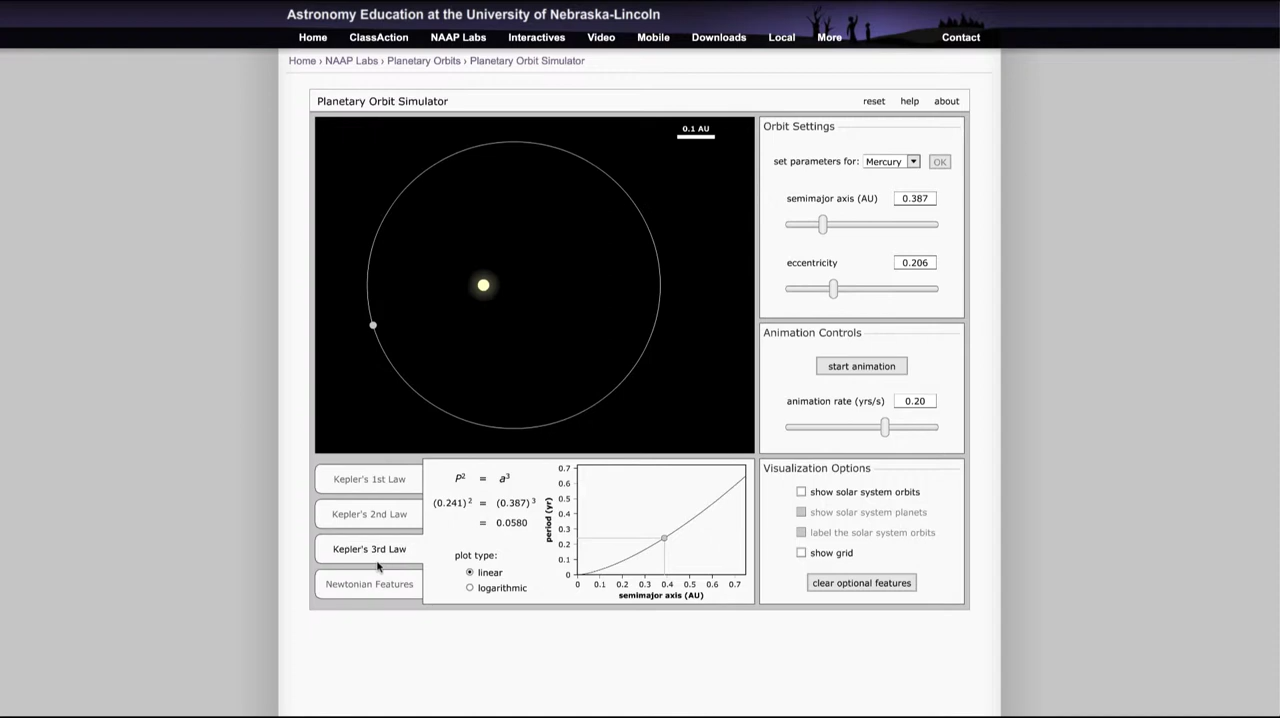 Astronomy Education at the University of Nebraska-Lincoln
Home ClassAction NAAP Labs Interactives Video Mobile Downloads Local More Contact
Home › NAAP Labs › Planetary Orbits › Planetary Orbit Simulator
Planetary Orbit Simulator reset help about
0.1 AU
Orbit Settings
set parameters for: Mercury OK
semimajor axis (AU) 0.387
eccentricity 0.206
Animation Controls
start animation
animation rate (yrs/s) 0.20
Kepler's 1st Law
Kepler's 2nd Law
Kepler's 3rd Law
Newtonian Features
P² = a³
(0.241)² = (0.387)³
= 0.0580
plot type:
linear
logarithmic
period (yr)
0.7
0.6
0.5
0.4
0.3
0.2
0.1
0
0 0.1 0.2 0.3 0.4 0.5 0.6 0.7
semimajor axis (AU)
Visualization Options
show solar system orbits
show solar system planets
label the solar system orbits
show grid
clear optional features